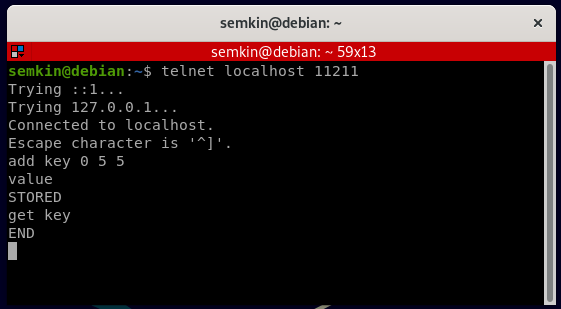 semkin@debian: ~
semkin@debian: ~ 59x13
semkin@debian:~$ telnet localhost 11211
Trying ::1...
Trying 127.0.0.1...
Connected to localhost.
Escape character is '^]'.
add key 0 5 5
value
STORED
get key
END